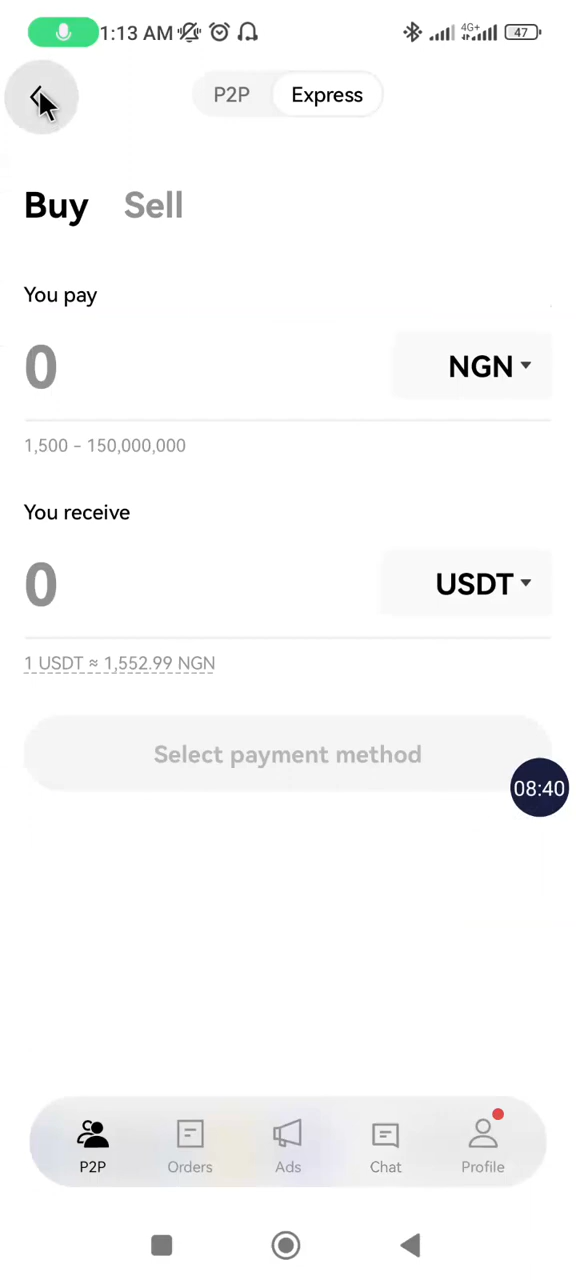 1:13 AM 4G+ 47
P2P Express
Buy Sell
You pay
0 NGN
1,500 – 150,000,000
You receive
0 USDT
1 USDT ≈ 1,552.99 NGN
Select payment method
08:40
P2P Orders Ads Chat Profile